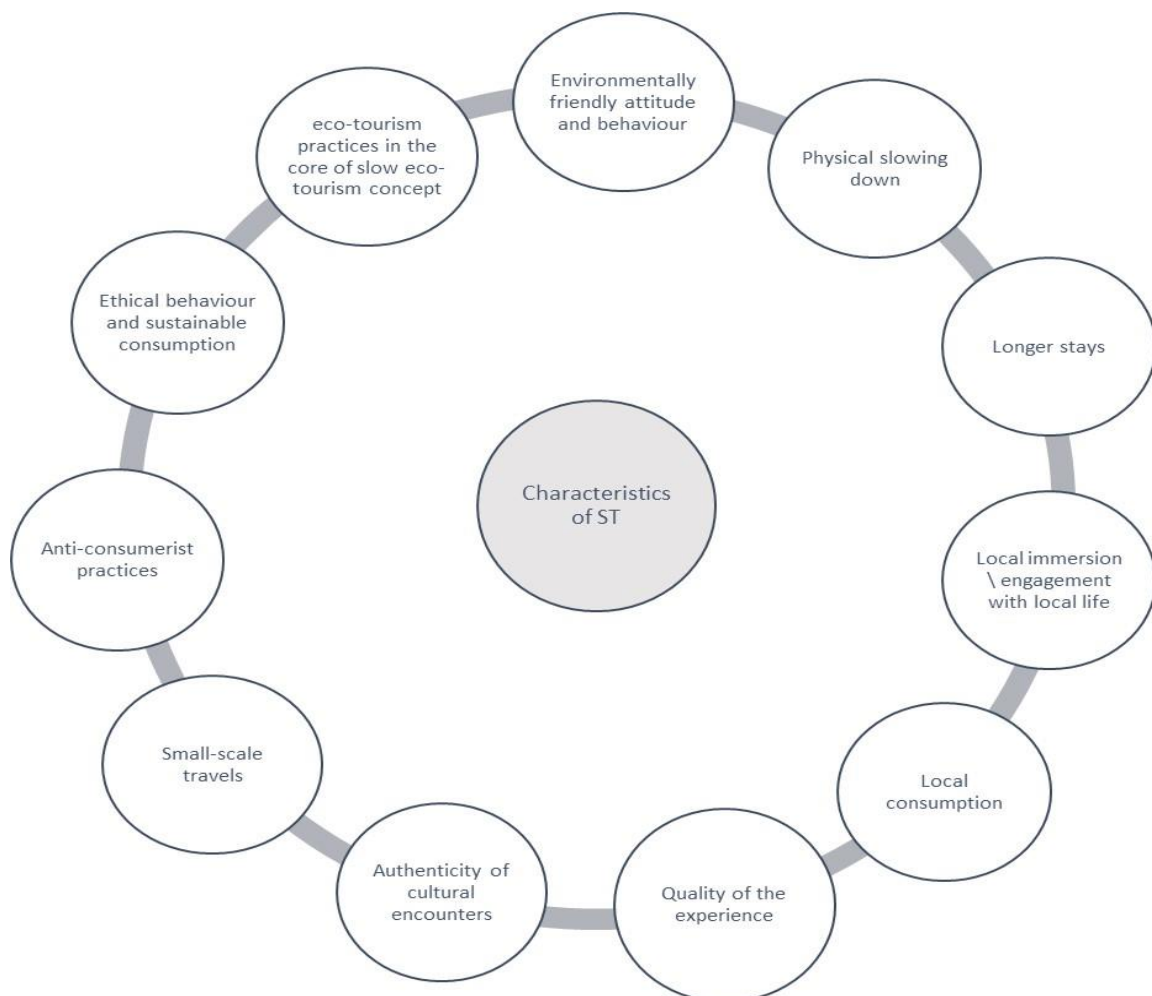 Environmentally
friendly attitude
and behaviour
Physical slowing
down
Longer stays
Local immersion
\ engagement
with local life
Local
consumption
Quality of the
experience
Authenticity of
cultural
encounters
Small-scale
travels
Anti-consumerist
practices
Ethical behaviour
and sustainable
consumption
eco-tourism
practices in the
core of slow eco-
tourism concept
Characteristics
of ST